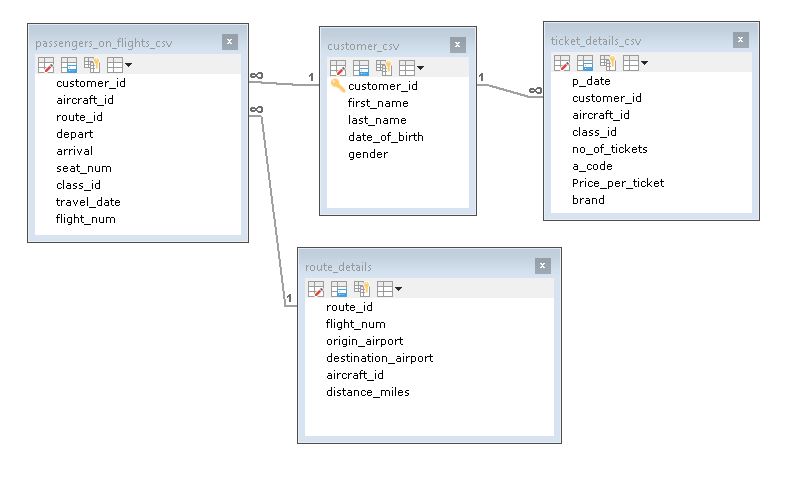 passengers_on_flights_csv
customer_id
aircraft_id
route_id
depart
arrival
seat_num
class_id
travel_date
flight_num
∞
∞
1
customer_csv
customer_id
first_name
last_name
date_of_birth
gender
1
∞
ticket_details_csv
p_date
customer_id
aircraft_id
class_id
no_of_tickets
a_code
Price_per_ticket
brand
1
route_details
route_id
flight_num
origin_airport
destination_airport
aircraft_id
distance_miles